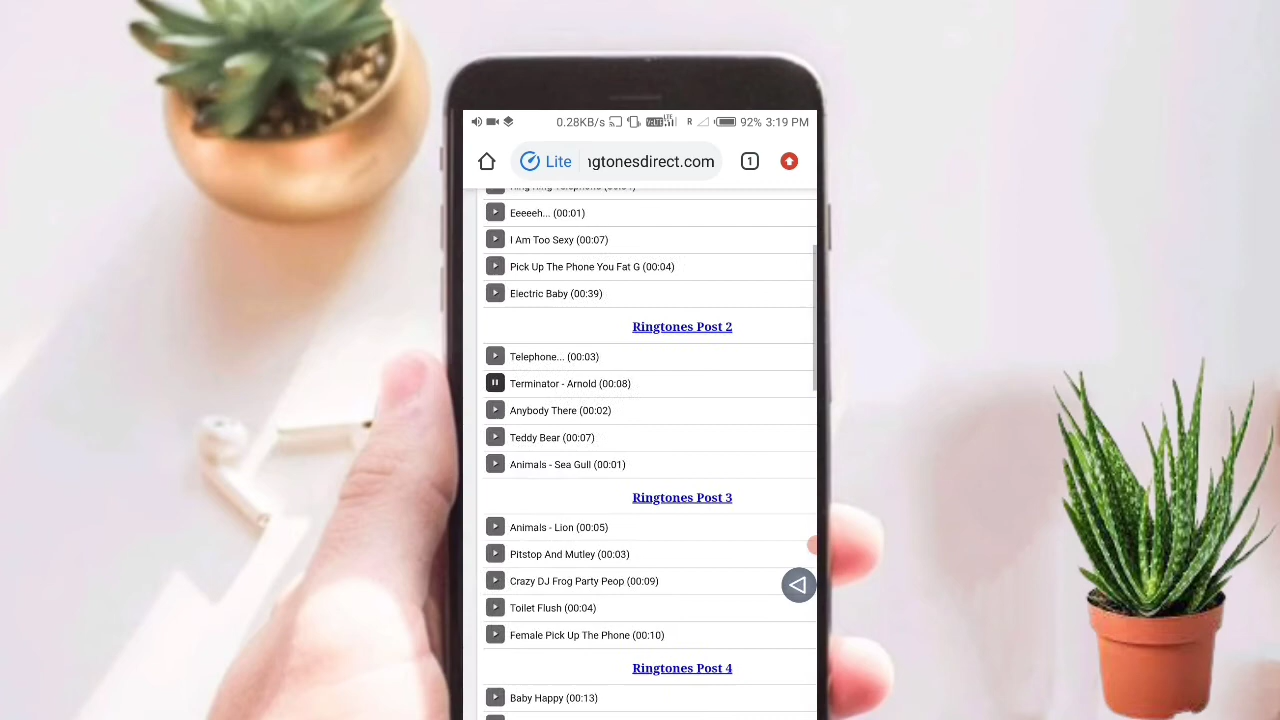 0.28KB/s VoLTE LTE R 92% 3:19 PM
Lite ngtonesdirect.com 1
Eeeeeh... (00:01)
I Am Too Sexy (00:07)
Pick Up The Phone You Fat G (00:04)
Electric Baby (00:39)
Ringtones Post 2
Telephone... (00:03)
Terminator - Arnold (00:08)
Anybody There (00:02)
Teddy Bear (00:07)
Animals - Sea Gull (00:01)
Ringtones Post 3
Animals - Lion (00:05)
Pitstop And Mutley (00:03)
Crazy DJ Frog Party Peop (00:09)
Toilet Flush (00:04)
Female Pick Up The Phone (00:10)
Ringtones Post 4
Baby Happy (00:13)